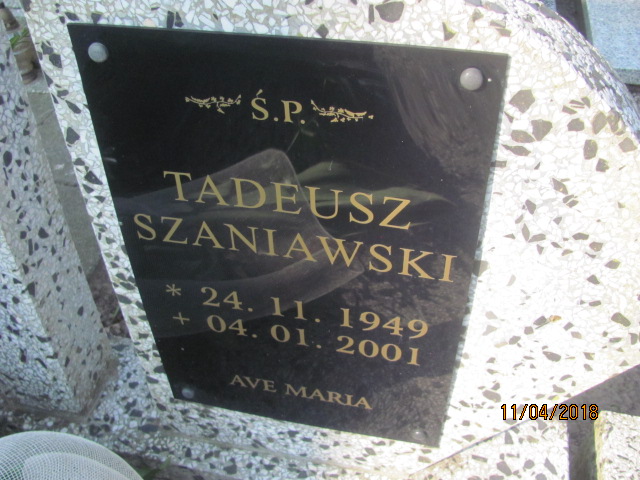 Ś.P.
TADEUSZ
SZANIAWSKI
* 24. 11. 1949
+ 04. 01. 2001
AVE MARIA
11/04/2018